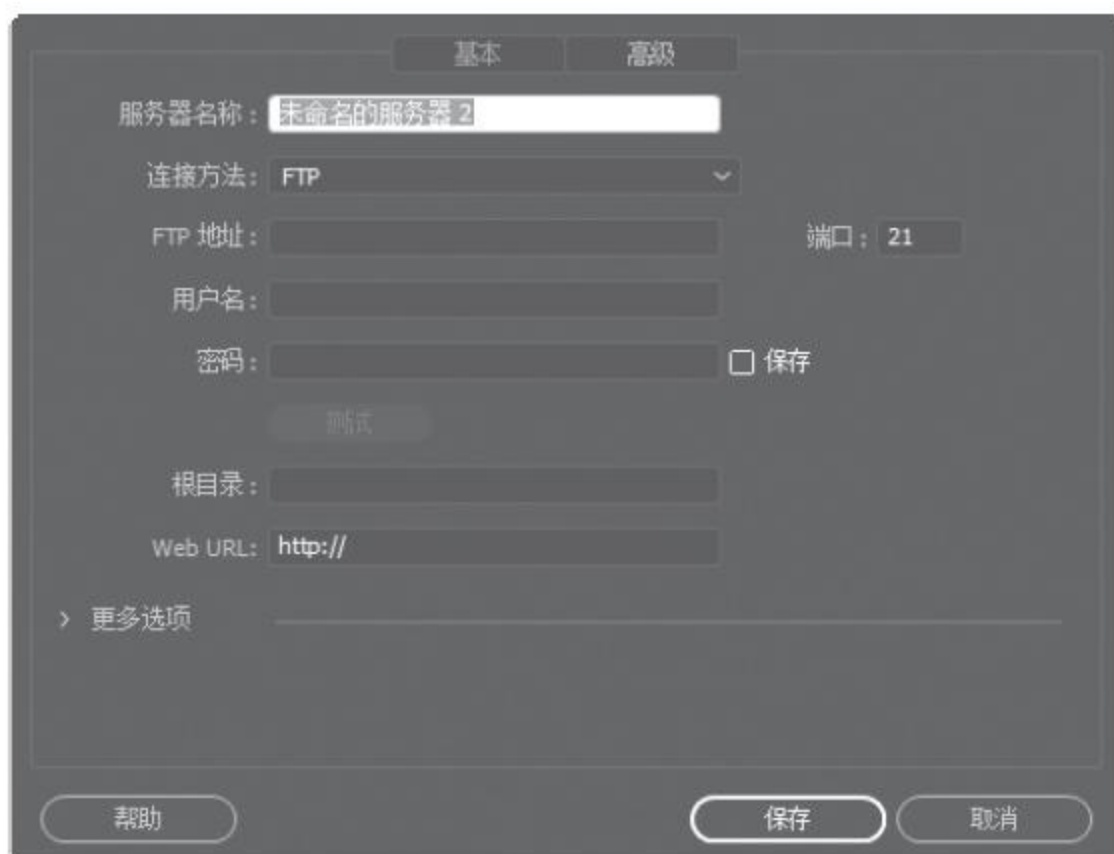 基本 高级
服务器名称： 未命名的服务器 2
连接方法： FTP
FTP 地址： 端口： 21
用户名：
密码： 保存
测试
根目录：
Web URL: http://
更多选项
帮助 保存 取消